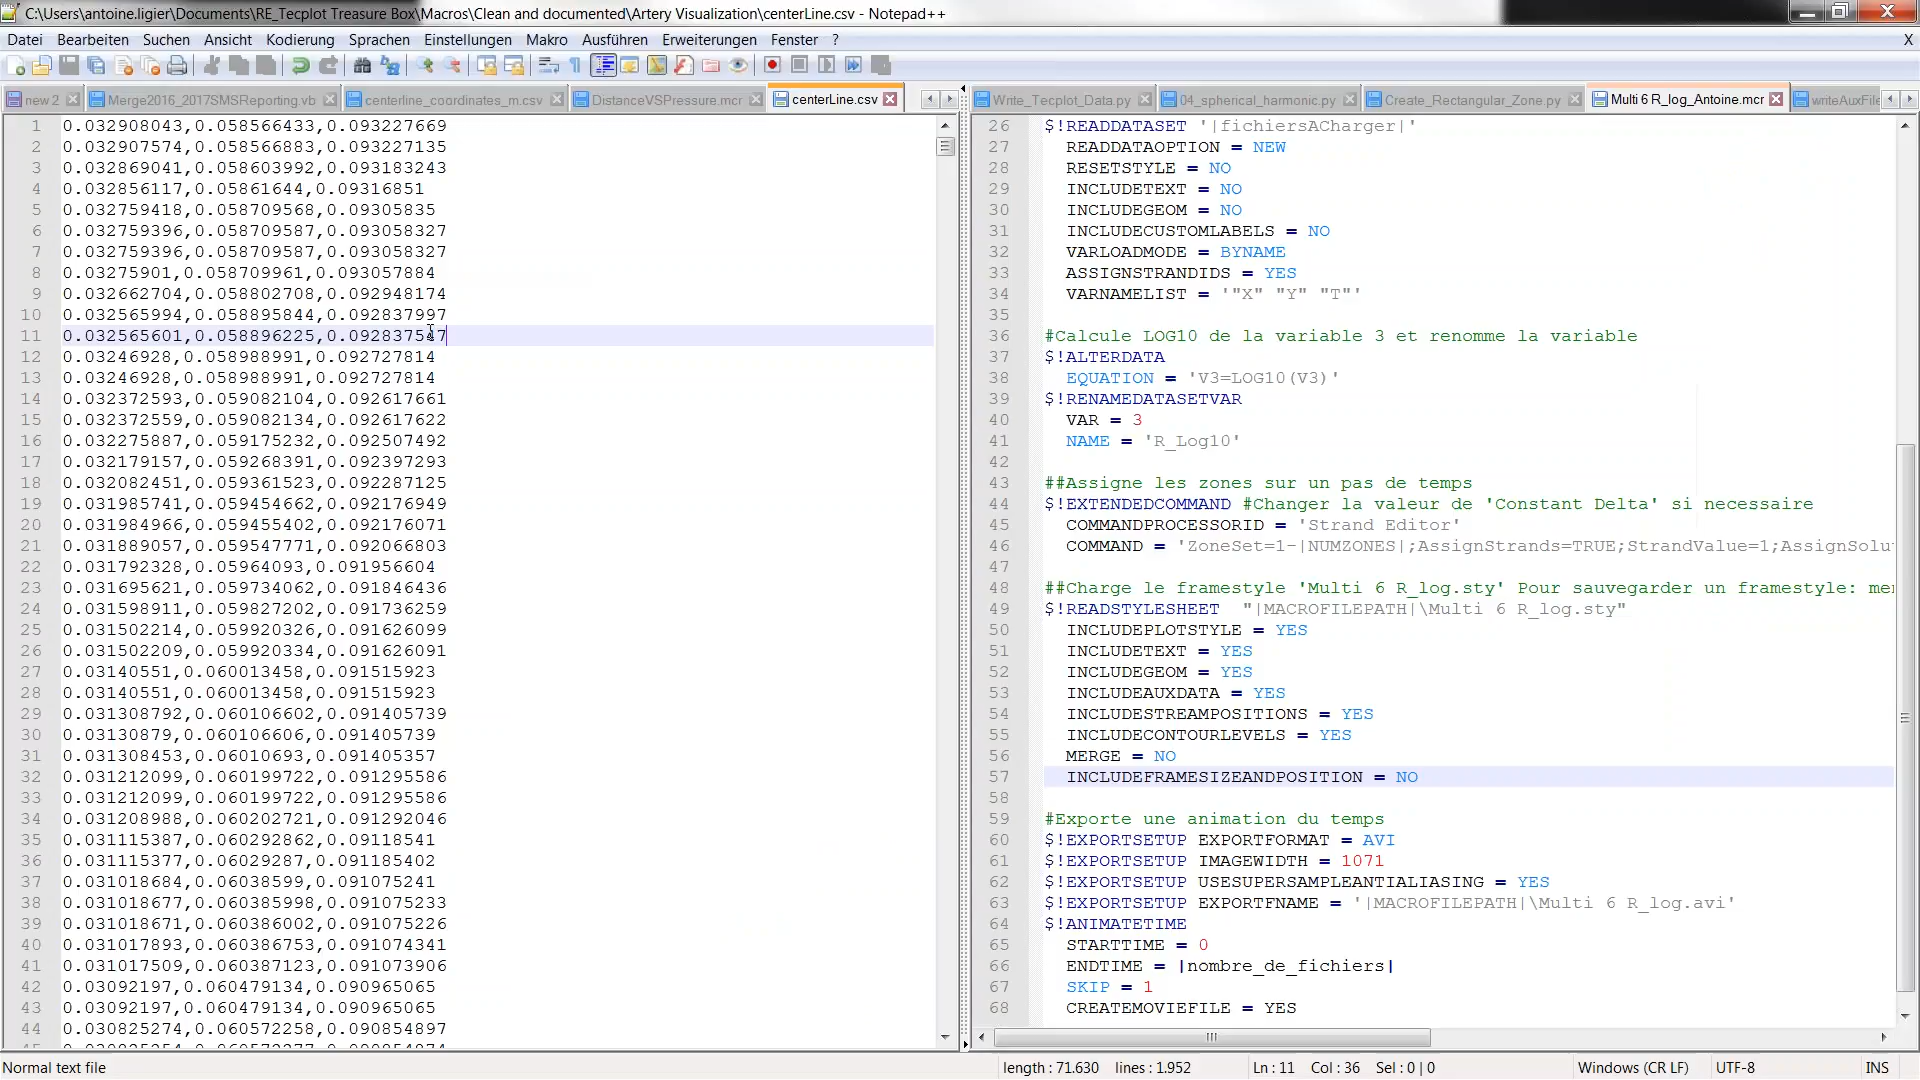 C:\Users\antoine.ligier\Documents\RE_Tecplot Treasure Box\Macros\Clean and documented\Artery Visualization\centerLine.csv - Notepad++
Datei Bearbeiten Suchen Ansicht Kodierung Sprachen Einstellungen Makro Ausführen Erweiterungen Fenster ? X
new 2 Merge2016_2017SMSReporting.vb centerline_coordinates_m.csv DistanceVSPressure.mcr centerLine.csv
1 0.032908043,0.058566433,0.093227669
2 0.032907574,0.058566883,0.093227135
3 0.032869041,0.058603992,0.093183243
4 0.032856117,0.05861644,0.09316851
5 0.032759418,0.058709568,0.09305835
6 0.032759396,0.058709587,0.093058327
7 0.032759396,0.058709587,0.093058327
8 0.03275901,0.058709961,0.093057884
9 0.032662704,0.058802708,0.092948174
10 0.032565994,0.058895844,0.092837997
11 0.032565601,0.058896225,0.092837547
12 0.03246928,0.058988991,0.092727814
13 0.03246928,0.058988991,0.092727814
14 0.032372593,0.059082104,0.092617661
15 0.032372559,0.059082134,0.092617622
16 0.032275887,0.059175232,0.092507492
17 0.032179157,0.059268391,0.092397293
18 0.032082451,0.059361523,0.092287125
19 0.031985741,0.059454662,0.092176949
20 0.031984966,0.059455402,0.092176071
21 0.031889057,0.059547771,0.092066803
22 0.031792328,0.05964093,0.091956604
23 0.031695621,0.059734062,0.091846436
24 0.031598911,0.059827202,0.091736259
25 0.031502214,0.059920326,0.091626099
26 0.031502209,0.059920334,0.091626091
27 0.03140551,0.060013458,0.091515923
28 0.03140551,0.060013458,0.091515923
29 0.031308792,0.060106602,0.091405739
30 0.03130879,0.060106606,0.091405739
31 0.031308453,0.06010693,0.091405357
32 0.031212099,0.060199722,0.091295586
33 0.031212099,0.060199722,0.091295586
34 0.031208988,0.060202721,0.091292046
35 0.031115387,0.060292862,0.09118541
36 0.031115377,0.06029287,0.091185402
37 0.031018684,0.06038599,0.091075241
38 0.031018677,0.060385998,0.091075233
39 0.031018671,0.060386002,0.091075226
40 0.031017893,0.060386753,0.091074341
41 0.031017509,0.060387123,0.091073906
42 0.03092197,0.060479134,0.090965065
43 0.03092197,0.060479134,0.090965065
44 0.030825274,0.060572258,0.090854897
Write_Tecplot_Data.py 04_spherical_harmonic.py Create_Rectangular_Zone.py Multi 6 R_log_Antoine.mcr writeAuxFile
26 $!READDATASET '|fichiersACharger|'
27 READDATAOPTION = NEW
28 RESETSTYLE = NO
29 INCLUDETEXT = NO
30 INCLUDEGEOM = NO
31 INCLUDECUSTOMLABELS = NO
32 VARLOADMODE = BYNAME
33 ASSIGNSTRANDIDS = YES
34 VARNAMELIST = '"X" "Y" "T"'
35
36 #Calcule LOG10 de la variable 3 et renomme la variable
37 $!ALTERDATA
38 EQUATION = 'V3=LOG10(V3)'
39 $!RENAMEDATASETVAR
40 VAR = 3
41 NAME = 'R_Log10'
42
43 ##Assigne les zones sur un pas de temps
44 $!EXTENDEDCOMMAND #Changer la valeur de 'Constant Delta' si necessaire
45 COMMANDPROCESSORID = 'Strand Editor'
46 COMMAND = 'ZoneSet=1-|NUMZONES|;AssignStrands=TRUE;StrandValue=1;AssignSolu
47
48 ##Charge le framestyle 'Multi 6 R_log.sty' Pour sauvegarder un framestyle: me
49 $!READSTYLESHEET "|MACROFILEPATH|\Multi 6 R_log.sty"
50 INCLUDEPLOTSTYLE = YES
51 INCLUDETEXT = YES
52 INCLUDEGEOM = YES
53 INCLUDEAUXDATA = YES
54 INCLUDESTREAMPOSITIONS = YES
55 INCLUDECONTOURLEVELS = YES
56 MERGE = NO
57 INCLUDEFRAMESIZEANDPOSITION = NO
58
59 #Exporte une animation du temps
60 $!EXPORTSETUP EXPORTFORMAT = AVI
61 $!EXPORTSETUP IMAGEWIDTH = 1071
62 $!EXPORTSETUP USESUPERSAMPLEANTIALIASING = YES
63 $!EXPORTSETUP EXPORTFNAME = '|MACROFILEPATH|\Multi 6 R_log.avi'
64 $!ANIMATETIME
65 STARTTIME = 0
66 ENDTIME = |nombre_de_fichiers|
67 SKIP = 1
68 CREATEMOVIEFILE = YES
Normal text file length : 71.630 lines : 1.952 Ln : 11 Col : 36 Sel : 0 | 0 Windows (CR LF) UTF-8 INS